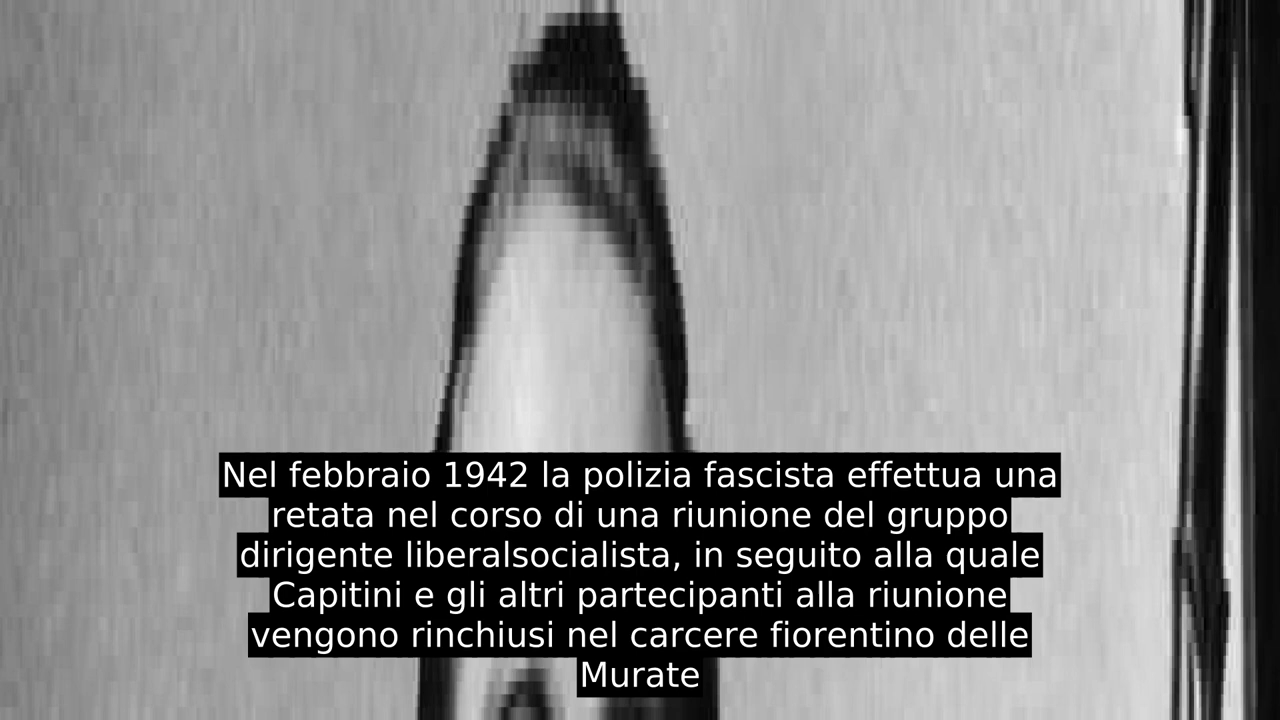 Nel febbraio 1942 la polizia fascista effettua una
retata nel corso di una riunione del gruppo
dirigente liberalsocialista, in seguito alla quale
Capitini e gli altri partecipanti alla riunione
vengono rinchiusi nel carcere fiorentino delle
Murate